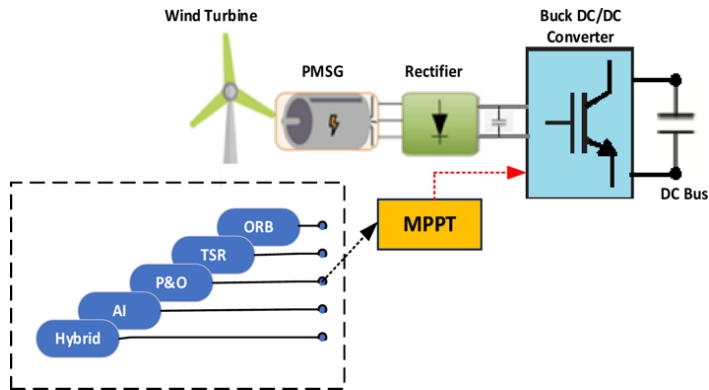 Wind Turbine
Buck DC/DC
Converter
PMSG
Rectifier
DC Bus
MPPT
ORB
TSR
P&O
AI
Hybrid